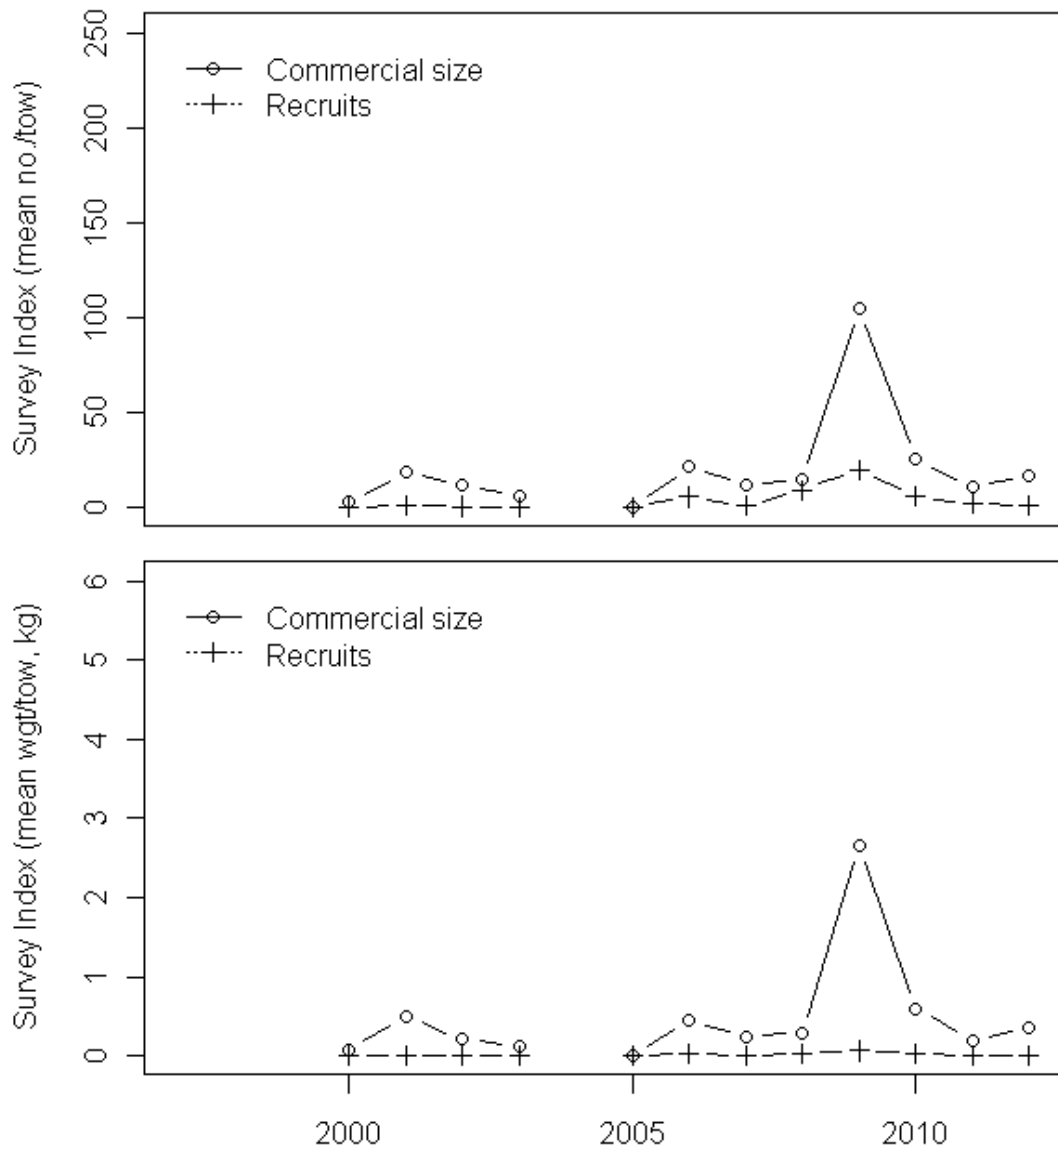 Survey Index (mean no./tow)
250
200
150
100
50
0
Commercial size
Recruits
Survey Index (mean wgt/tow, kg)
6
5
4
3
2
1
0
Commercial size
Recruits
2000
2005
2010